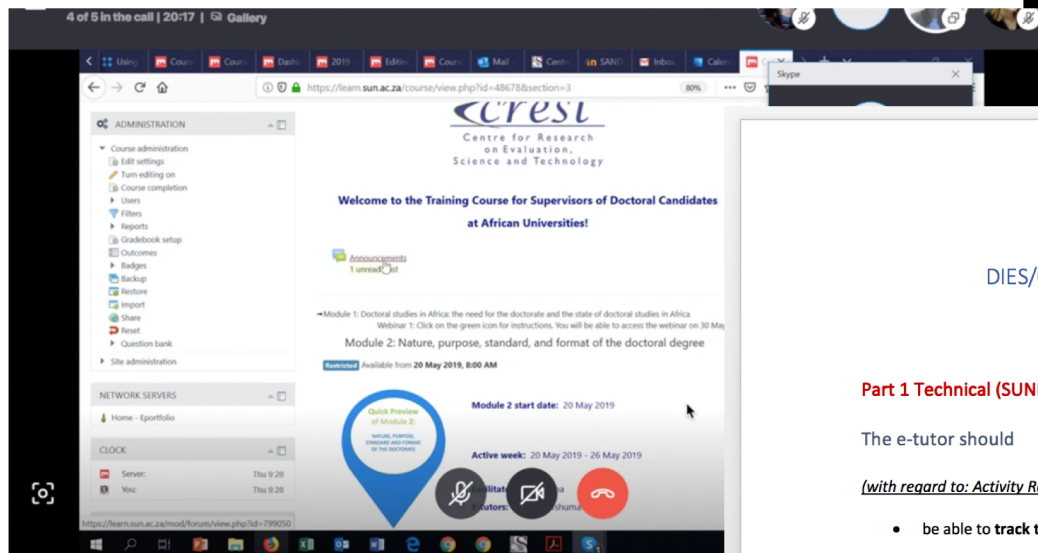 4 of 5 in the call | 20:17 | Gallery
Using
Cours
Cours
Dashb
2019
Editin
Cours
Mail
Centr
SAND
Inbox
Calen
Skype
https://learn.sun.ac.za/course/view.php?id=48678&section=3
80%
ADMINISTRATION
Course administration
Edit settings
Turn editing on
Course completion
Users
Filters
Reports
Gradebook setup
Outcomes
Badges
Backup
Restore
Import
Share
Reset
Question bank
Site administration
NETWORK SERVERS
Home - Eportfolio
CLOCK
Server: Thu 9:28
You: Thu 9:28
crest
Centre for Research
on Evaluation,
Science and Technology
Welcome to the Training Course for Supervisors of Doctoral Candidates
at African Universities!
Announcements
1 unread
Module 1: Doctoral studies in Africa: the need for the doctorate and the state of doctoral studies in Africa
Webinar 1: Click on the green icon for instructions. You will be able to access the webinar on 30 May
Module 2: Nature, purpose, standard, and format of the doctoral degree
Restricted Available from 20 May 2019, 8:00 AM
Quick Preview
of Module 2:
NATURE, PURPOSE,
STANDARD AND FORMAT
OF THE DOCTORATE
Module 2 start date: 20 May 2019
Active week: 20 May 2019 - 26 May 2019
https://learn.sun.ac.za/mod/forum/view.php?id=799050
DIES/
Part 1 Technical (SUN
The e-tutor should
(with regard to: Activity R
• be able to track t